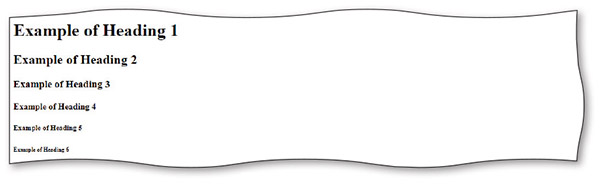 Example of Heading 1
Example of Heading 2
Example of Heading 3
Example of Heading 4
Example of Heading 5
Example of Heading 6